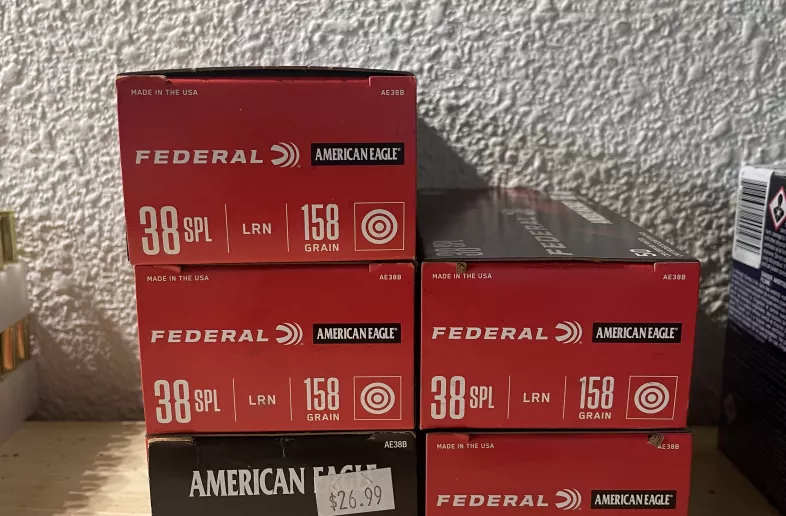 MADE IN THE USA AE38B
FEDERAL AMERICAN EAGLE®
38 SPL LRN 158 GRAIN
FEDERAL
50
MADE IN THE USA AE38B
FEDERAL AMERICAN EAGLE®
38 SPL LRN 158 GRAIN
MADE IN THE USA AE38B
FEDERAL AMERICAN EAGLE®
38 SPL LRN 158 GRAIN
AE38B
AMERICAN EAGLE
$26.99
MADE IN THE USA AE38B
FEDERAL AMERICAN EAGLE®